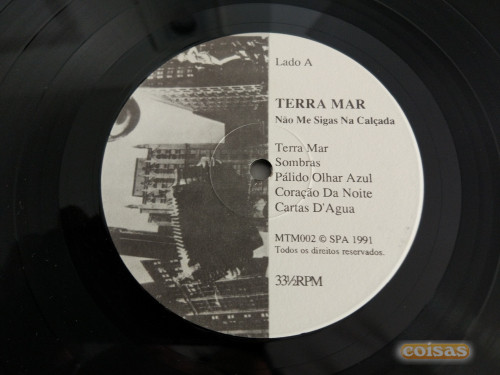 Lado A
TERRA MAR
Não Me Sigas Na Calçada
Terra Mar
Sombras
Pálido Olhar Azul
Coração Da Noite
Cartas D'Agua
MTM002 © SPA 1991
Todos os direitos reservados.
33½RPM
coisas